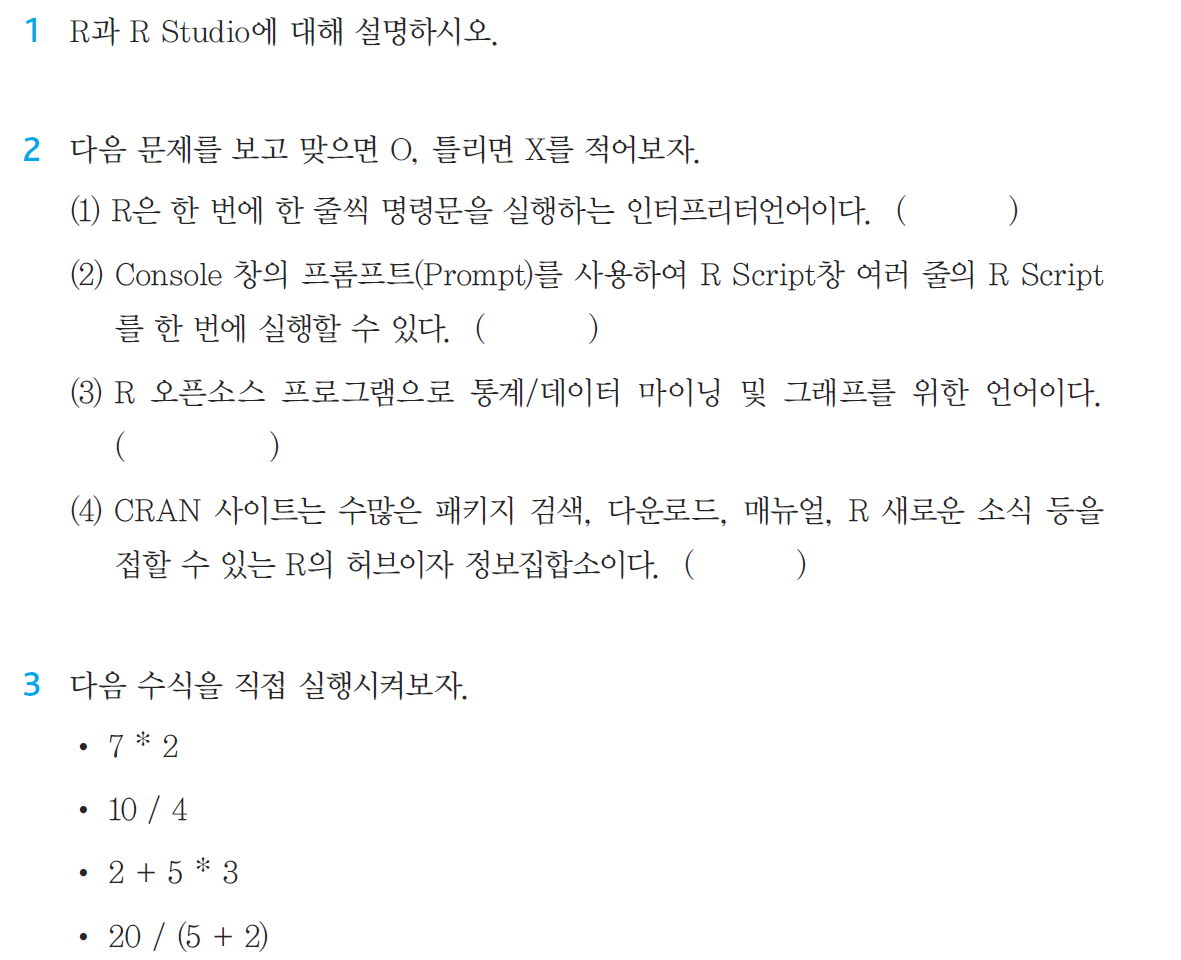 1 R과 R Studio에 대해 설명하시오.
2 다음 문제를 보고 맞으면 O, 틀리면 X를 적어보자.
(1) R은 한 번에 한 줄씩 명령문을 실행하는 인터프리터언어이다. ( )
(2) Console 창의 프롬프트(Prompt)를 사용하여 R Script창 여러 줄의 R Script
를 한 번에 실행할 수 있다. ( )
(3) R 오픈소스 프로그램으로 통계/데이터 마이닝 및 그래프를 위한 언어이다.
( )
(4) CRAN 사이트는 수많은 패키지 검색, 다운로드, 매뉴얼, R 새로운 소식 등을
접할 수 있는 R의 허브이자 정보집합소이다. ( )
3 다음 수식을 직접 실행시켜보자.
• 7 * 2
• 10 / 4
• 2 + 5 * 3
• 20 / (5 + 2)